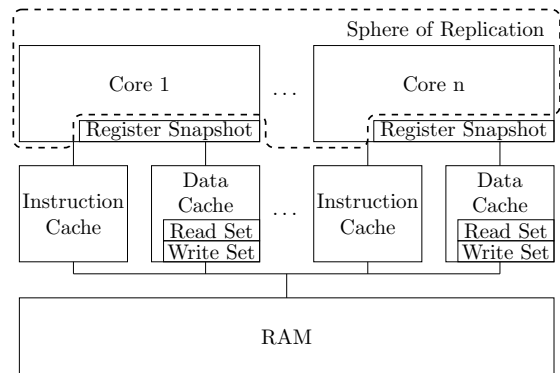 Sphere of Replication
Core 1
...
Core n
Register Snapshot
Register Snapshot
Instruction
Cache
Data
Cache
Read Set
Write Set
...
Instruction
Cache
Data
Cache
Read Set
Write Set
RAM